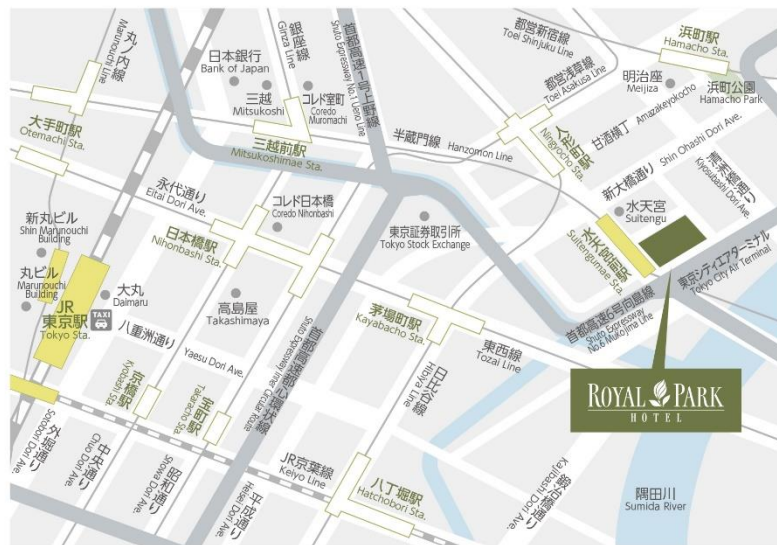 丸ノ内線
Marunouchi Line
日本銀行
Bank of Japan
三越
Mitsukoshi
銀座線
Ginza Line
コレド室町
Coredo
Muromachi
首都高速1号上野線
Shuto Expressway No.1 Ueno Line
都営新宿線
Toei Shinjuku Line
都営浅草線
Toei Asakusa Line
浜町駅
Hamacho Sta.
明治座
Meijiza
浜町公園
Hamacho Park
大手町駅
Otemachi Sta.
三越前駅
Mitsukoshimae Sta.
半蔵門線 Hanzomon Line
人形町駅
Ningyocho Sta.
甘酒横丁 Amazakeyokocho
新大橋通り Shin Ohashi Dori Ave.
清洲橋通り
Kiyosubashi Dori Ave.
永代通り
Eitai Dori Ave.
コレド日本橋
Coredo Nihonbashi
日本橋駅
Nihonbashi Sta.
東京証券取引所
Tokyo Stock Exchange
水天宮
Suitengu
水天宮前駅
Suitengumae Sta.
東京シティエアターミナル
Tokyo City Air Terminal
新丸ビル
Shin Marunouchi
Building
丸ビル
Marunouchi
Building
JR
東京駅
Tokyo Sta.
大丸
Daimaru
TAXI
八重洲通り
Yaesu Dori Ave.
高島屋
Takashimaya
首都高速都心環状線
Shuto Expressway Inner Circular Route
茅場町駅
Kayabacho Sta.
首都高速6号向島線
Shuto Expressway
No.6 Mukojima Line
東西線
Tozai Line
日比谷線
Hibiya Line
京橋駅
Kyobashi Sta.
宝町駅
Takaracho Sta.
ROYAL PARK
HOTEL
外堀通り
Sotobori Dori Ave.
中央通り
Chuo Dori Ave.
昭和通り
Showa Dori Ave.
平成通り
Heisei Dori Ave.
JR京葉線
Keiyo Line
八丁堀駅
Hatchobori Sta.
鍛冶橋通り
Kajibashi Dori Ave.
隅田川
Sumida River